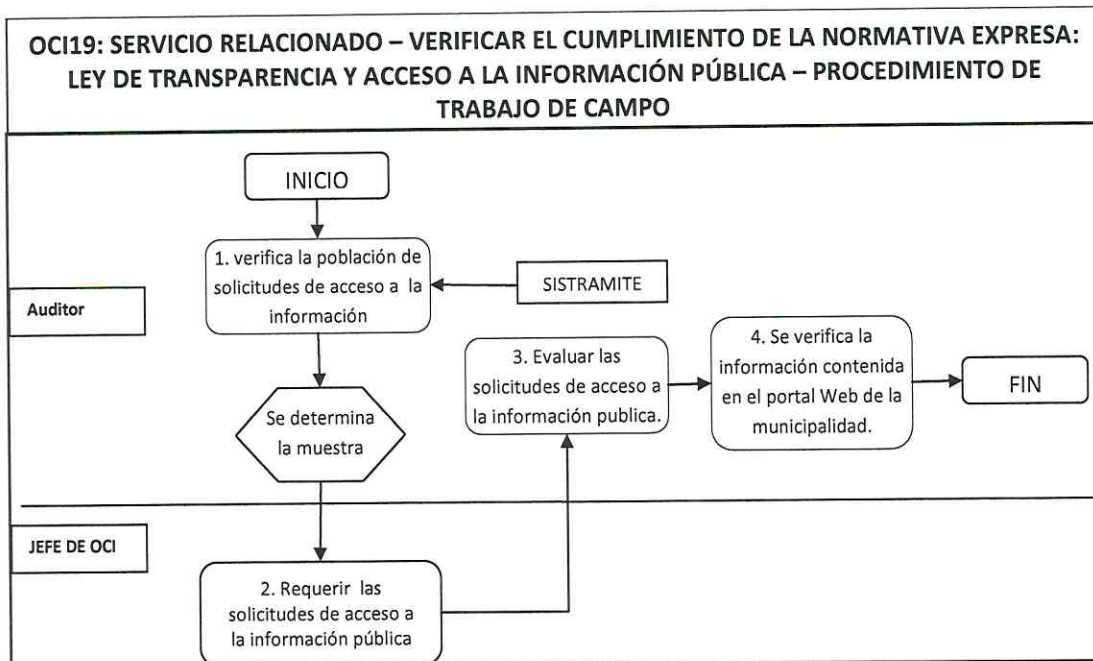 OCI19: SERVICIO RELACIONADO – VERIFICAR EL CUMPLIMIENTO DE LA NORMATIVA EXPRESA:
LEY DE TRANSPARENCIA Y ACCESO A LA INFORMACIÓN PÚBLICA – PROCEDIMIENTO DE
TRABAJO DE CAMPO
INICIO
1. verifica la población de
solicitudes de acceso a la
información
SISTRAMITE
Auditor
Se determina
la muestra
3. Evaluar las
solicitudes de acceso a
la información publica.
4. Se verifica la
información contenida
en el portal Web de la
municipalidad.
FIN
JEFE DE OCI
2. Requerir las
solicitudes de acceso a
la información pública